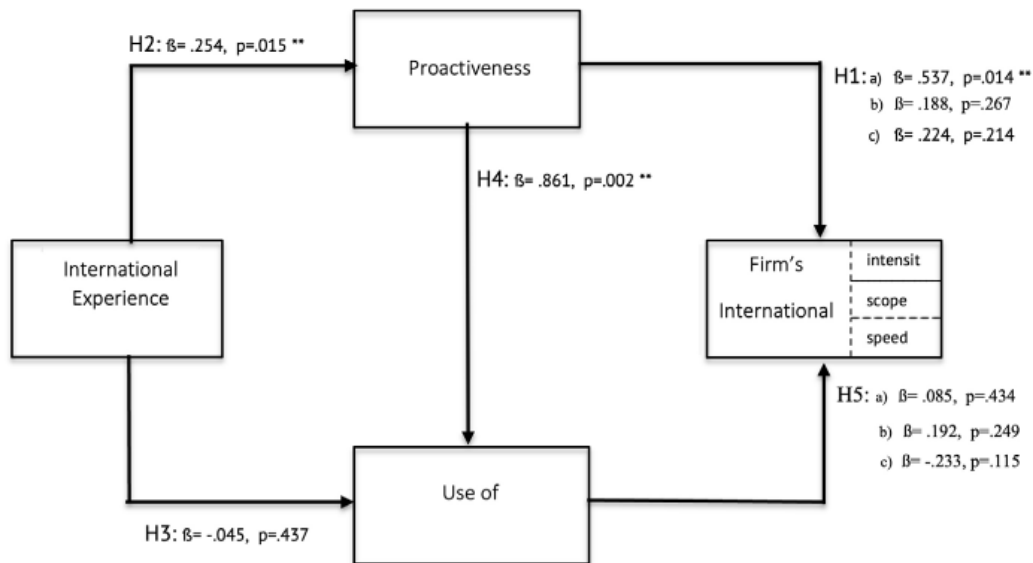 H2: ß= .254, p=.015 **
Proactiveness
H1: a) ß= .537, p=.014 **
b) ß= .188, p=.267
c) ß= .224, p=.214
H4: ß= .861, p=.002 **
International
Experience
Firm's
International
intensit
scope
speed
H5: a) ß= .085, p=.434
b) ß= .192, p=.249
c) ß= -.233, p=.115
Use of
H3: ß= -.045, p=.437